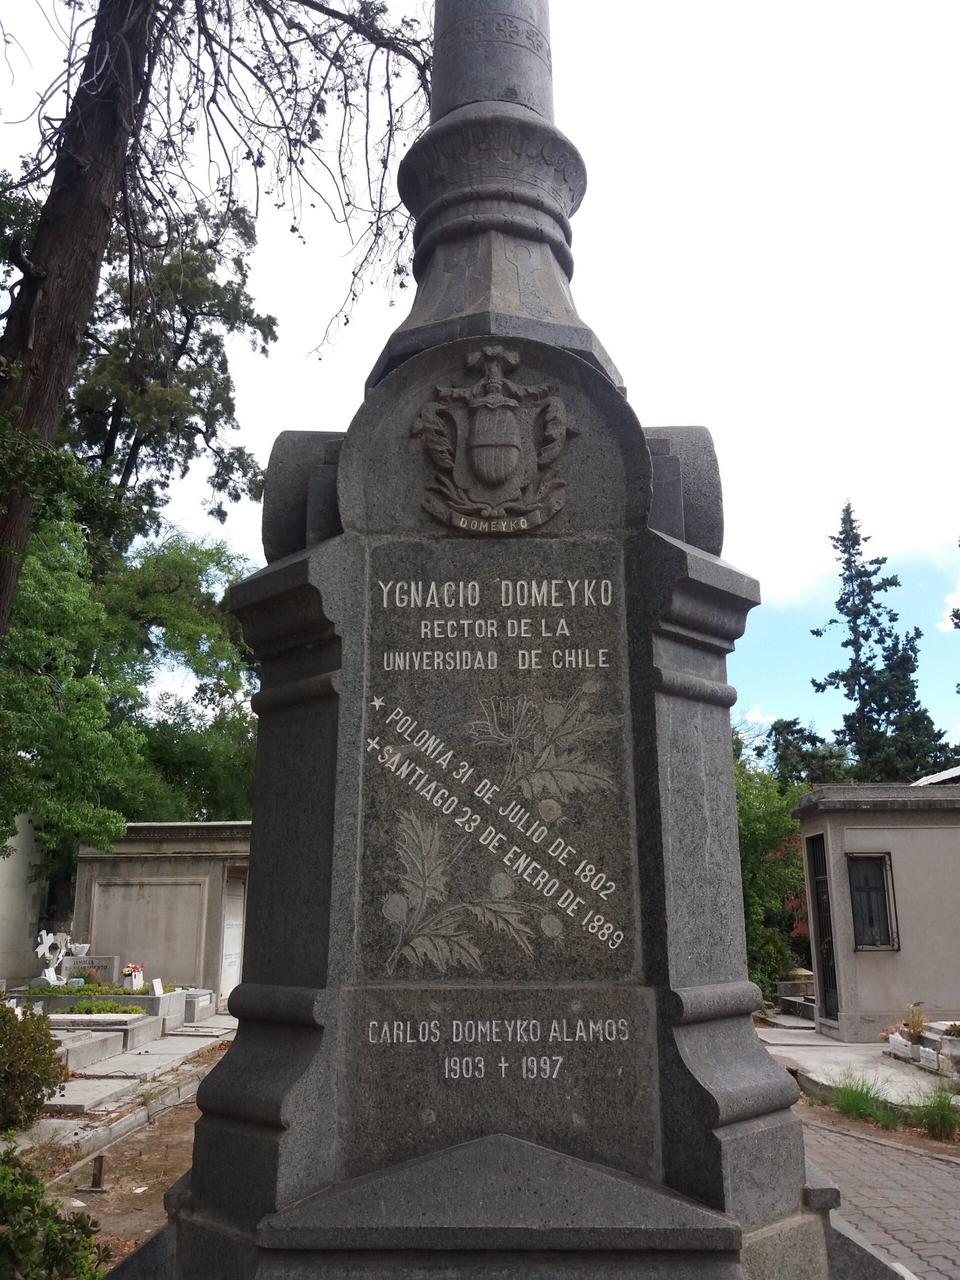 DOMEYKO
YGNACIO DOMEYKO
RECTOR DE LA
UNIVERSIDAD DE CHILE
* POLONIA 31 DE JULIO DE 1802
+ SANTIAGO 23 DE ENERO DE 1889
CARLOS DOMEYKO ALAMOS
1903 + 1997
FAMILIA